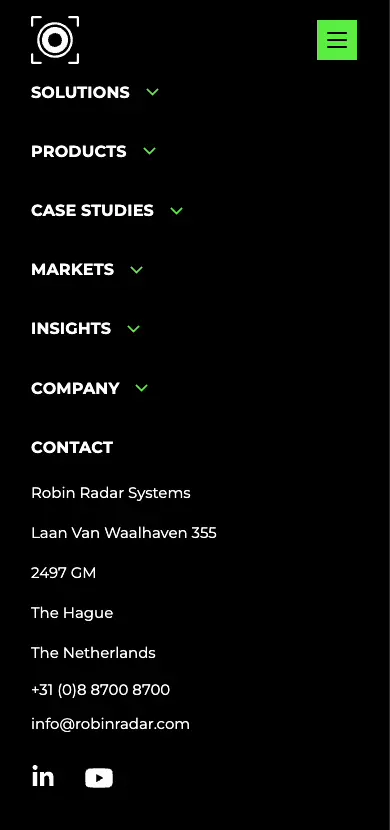 SOLUTIONS
PRODUCTS
CASE STUDIES
MARKETS
INSIGHTS
COMPANY
CONTACT
Robin Radar Systems
Laan Van Waalhaven 355
2497 GM
The Hague
The Netherlands
+31 (0)8 8700 8700
info@robinradar.com
in